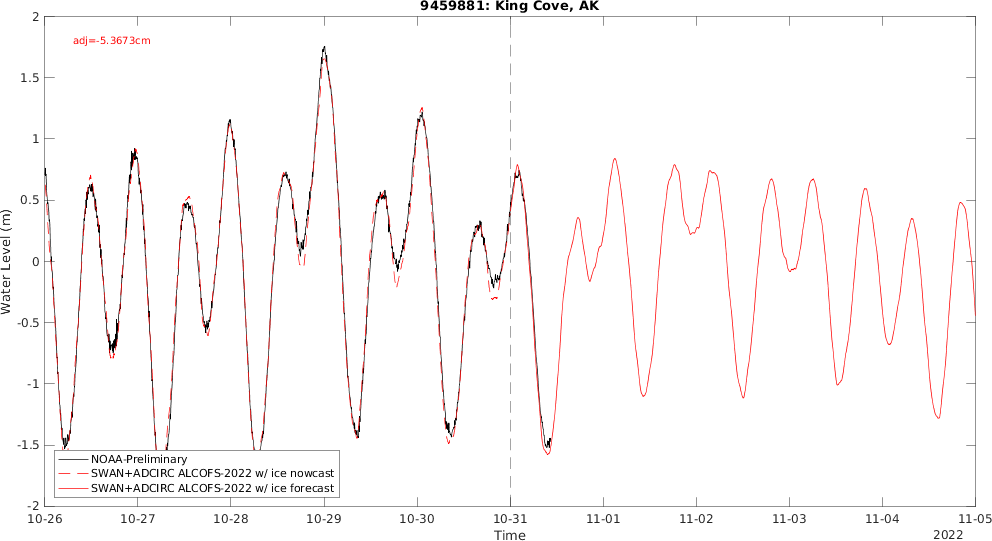 9459881: King Cove, AK
adj=-5.3673cm
Water Level (m)
2
1.5
1
0.5
0
-0.5
-1
-1.5
-2
NOAA-Preliminary
SWAN+ADCIRC ALCOFS-2022 w/ ice nowcast
SWAN+ADCIRC ALCOFS-2022 w/ ice forecast
10-26 10-27 10-28 10-29 10-30 10-31 11-01 11-02 11-03 11-04 11-05
Time
2022